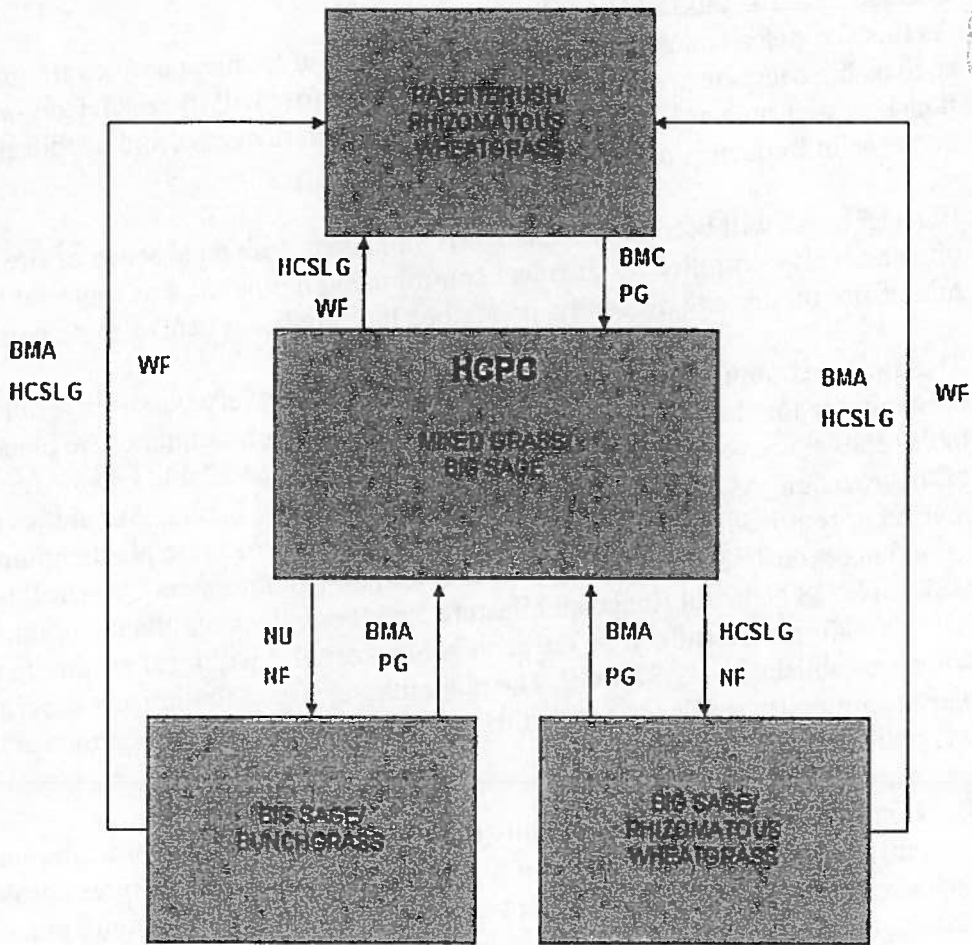 RABBITBRUSH/
RHIZOMATOUS
WHEATGRASS
HCSLG
WF
BMC
PG
BMA
HCSLG
WF
HCPC
MIXED GRASS/
BIG SAGE
BMA
HCSLG
WF
NU
NF
BMA
PG
BMA
PG
HCSLG
NF
BIG SAGE/
BUNCHGRASS
BIG SAGE/
RHIZOMATOUS
WHEATGRASS